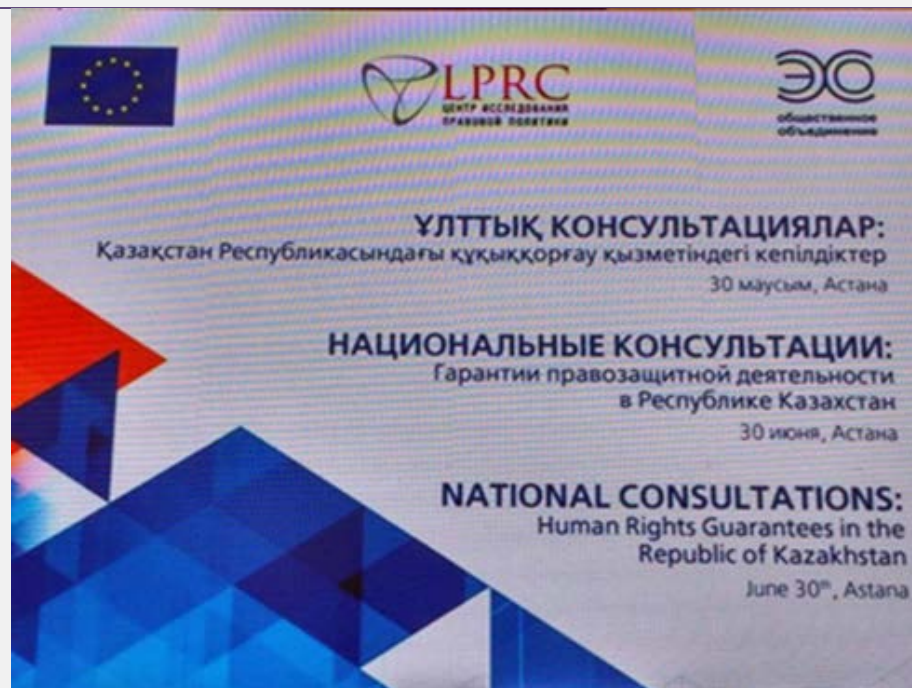 LPRC
ЦЕНТР ИССЛЕДОВАНИЯ
ПРАВОВОЙ ПОЛИТИКИ
ЭО
общественное
объединение
ҰЛТТЫҚ КОНСУЛЬТАЦИЯЛАР:
Қазақстан Республикасындағы құқыққорғау қызметіндегі кепілдіктер
30 маусым, Астана
НАЦИОНАЛЬНЫЕ КОНСУЛЬТАЦИИ:
Гарантии правозащитной деятельности
в Республике Казахстан
30 июня, Астана
NATIONAL CONSULTATIONS:
Human Rights Guarantees in the
Republic of Kazakhstan
June 30th, Astana